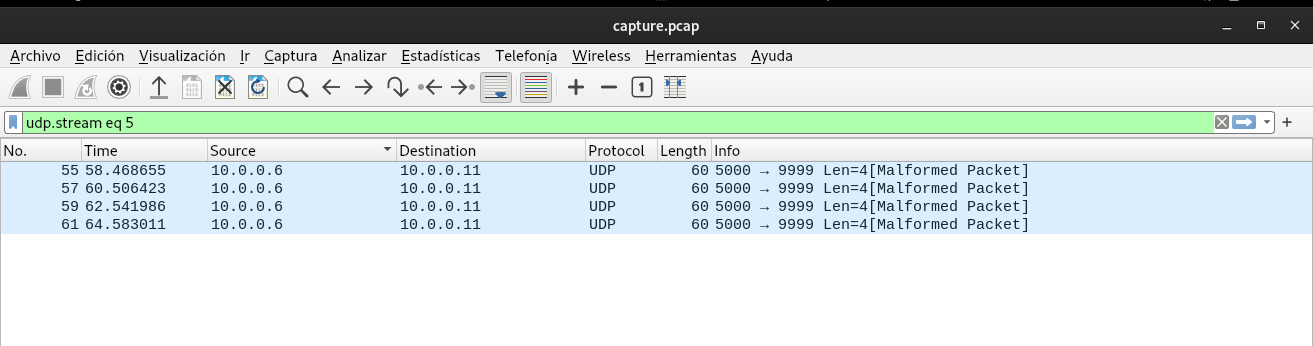 capture.pcap
Archivo Edición Visualización Ir Captura Analizar Estadísticas Telefonía Wireless Herramientas Ayuda
1
udp.stream eq 5
No. Time Source Destination Protocol Length Info
55 58.468655 10.0.0.6 10.0.0.11 UDP 60 5000 → 9999 Len=4[Malformed Packet]
57 60.506423 10.0.0.6 10.0.0.11 UDP 60 5000 → 9999 Len=4[Malformed Packet]
59 62.541986 10.0.0.6 10.0.0.11 UDP 60 5000 → 9999 Len=4[Malformed Packet]
61 64.583011 10.0.0.6 10.0.0.11 UDP 60 5000 → 9999 Len=4[Malformed Packet]